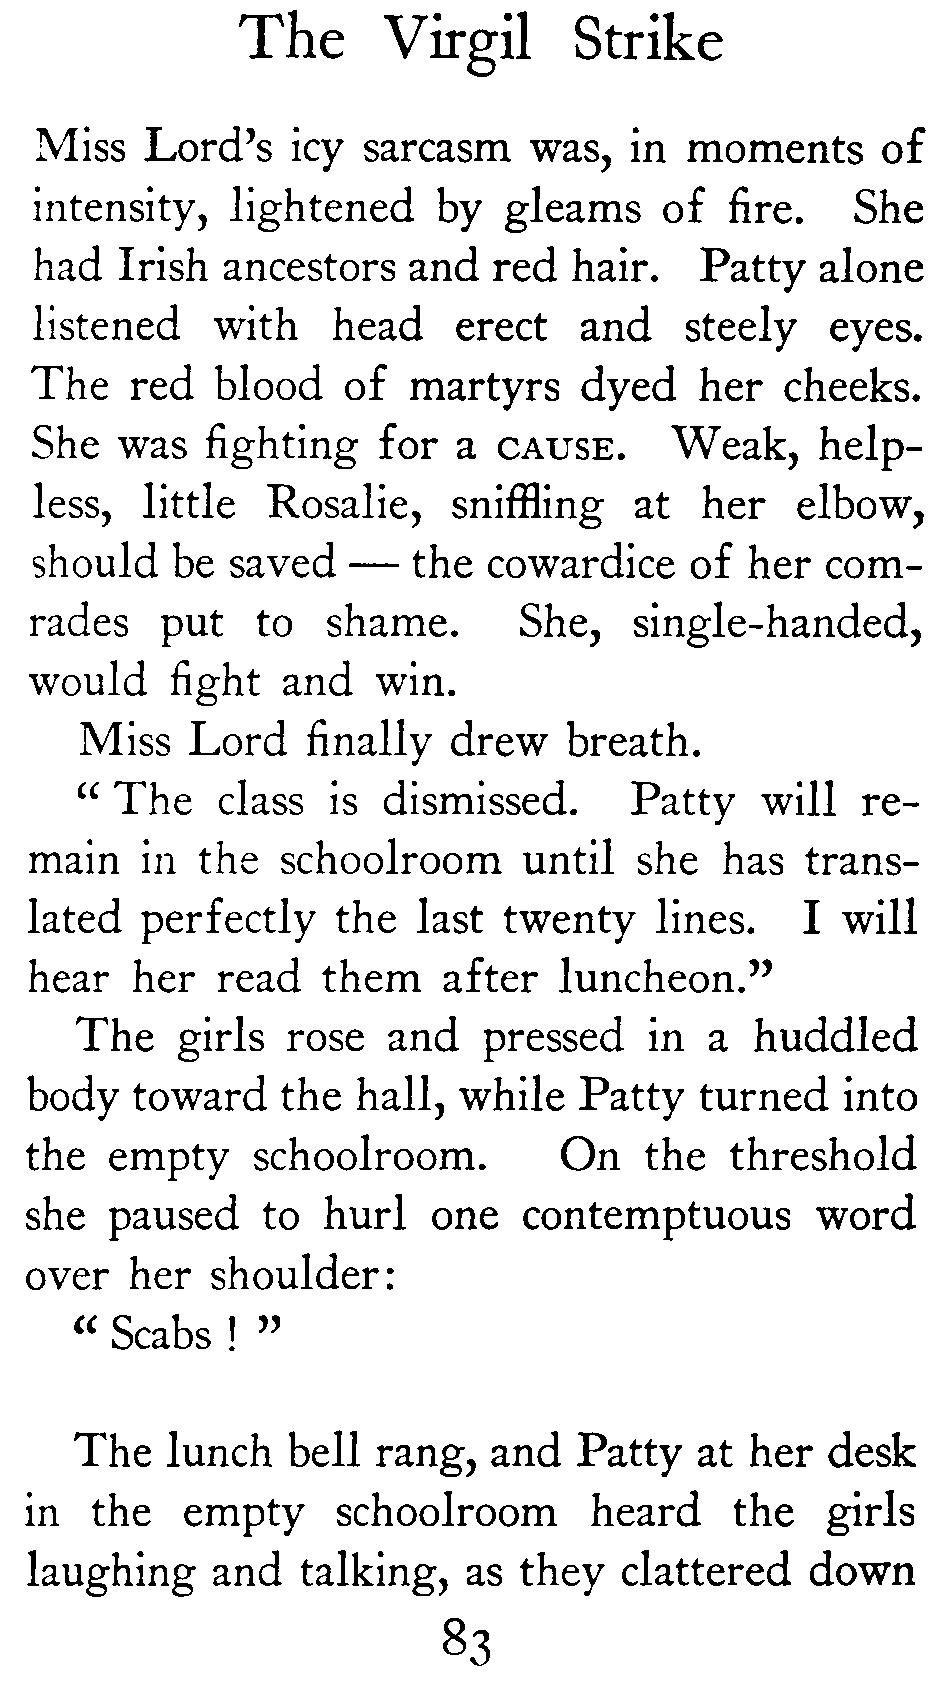 The Virgil Strike
Miss Lord's icy sarcasm was, in moments of
intensity, lightened by gleams of fire. She
had Irish ancestors and red hair. Patty alone
listened with head erect and steely eyes.
The red blood of martyrs dyed her cheeks.
She was fighting for a CAUSE. Weak, help-
less, little Rosalie, sniffling at her elbow,
should be saved — the cowardice of her com-
rades put to shame. She, single-handed,
would fight and win.
Miss Lord finally drew breath.
“ The class is dismissed. Patty will re-
main in the schoolroom until she has trans-
lated perfectly the last twenty lines. I will
hear her read them after luncheon.”
The girls rose and pressed in a huddled
body toward the hall, while Patty turned into
the empty schoolroom. On the threshold
she paused to hurl one contemptuous word
over her shoulder:
“ Scabs ! ”
The lunch bell rang, and Patty at her desk
in the empty schoolroom heard the girls
laughing and talking, as they clattered down
83